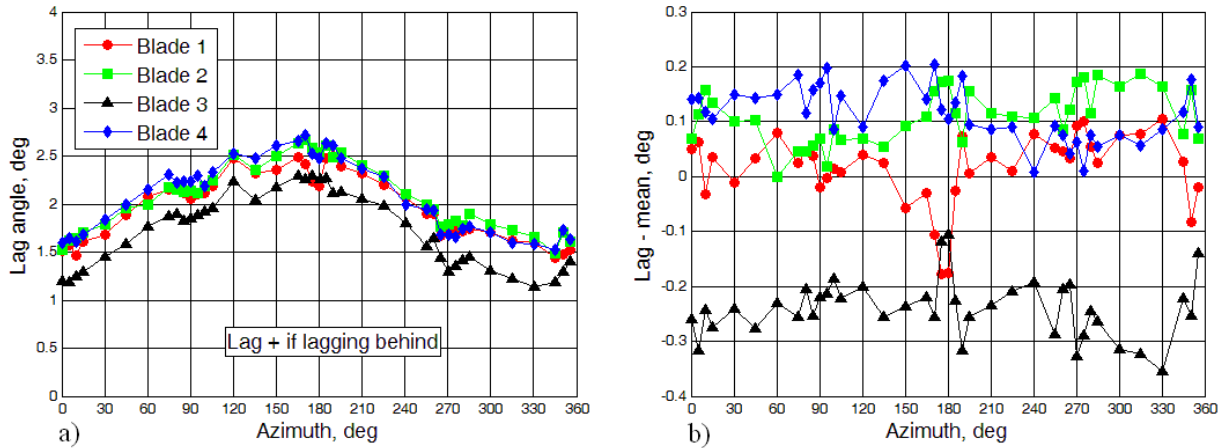 4
3.5
3
2.5
2
1.5
1
0.5
0
Lag angle, deg
Blade 1
Blade 2
Blade 3
Blade 4
Lag + if lagging behind
0 30 60 90 120 150 180 210 240 270 300 330 360
Azimuth, deg
a)
0.3
0.2
0.1
0
-0.1
-0.2
-0.3
-0.4
Lag - mean, deg
0 30 60 90 120 150 180 210 240 270 300 330 360
Azimuth, deg
b)